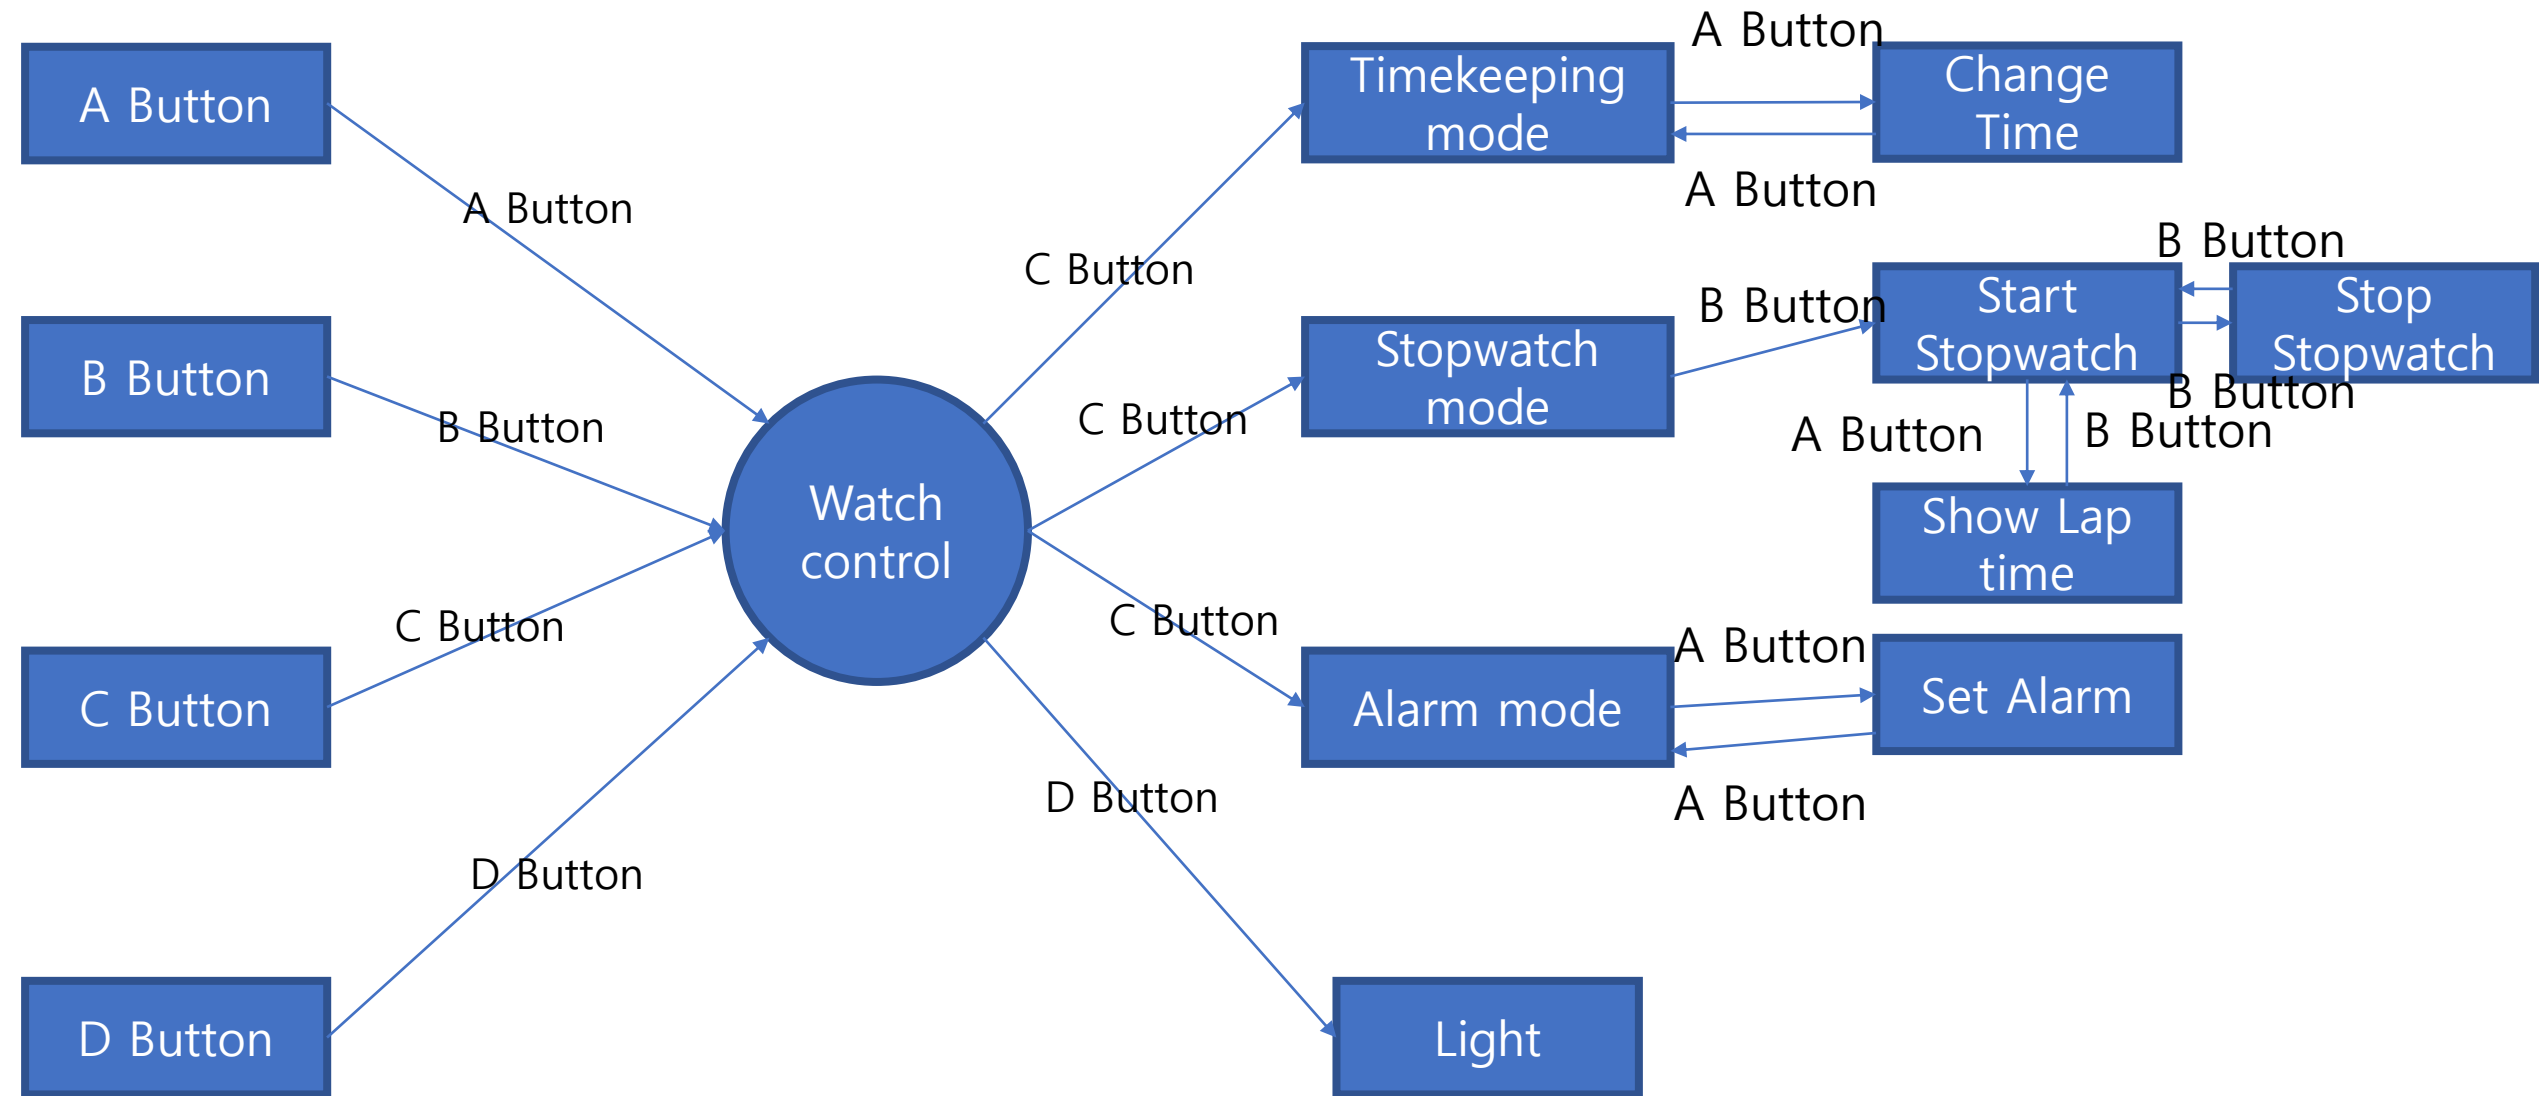 A Button
B Button
C Button
D Button
A Button
B Button
C Button
D Button
Watch
control
C Button
C Button
C Button
D Button
Timekeeping
mode
Stopwatch
mode
Alarm mode
Light
A Button
A Button
Change
Time
B Button
Start
Stopwatch
B Button
B Button
Stop
Stopwatch
A Button
B Button
Show Lap
time
A Button
A Button
Set Alarm